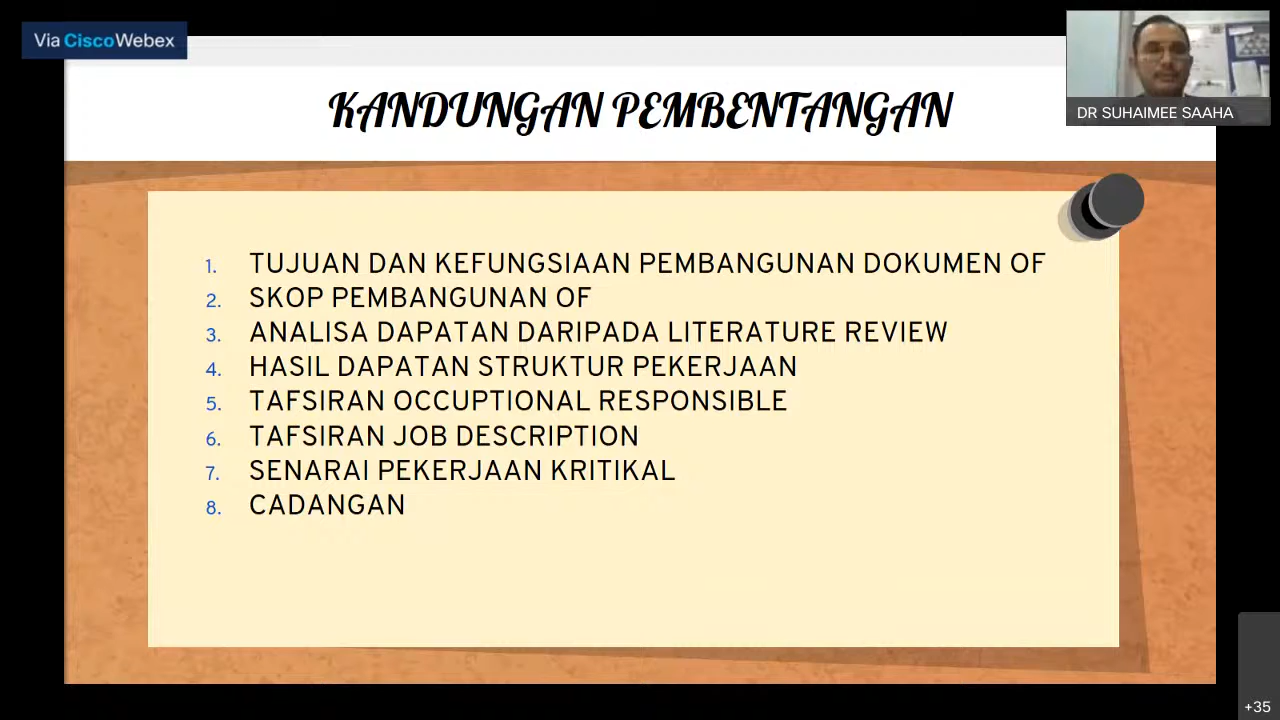 Via Cisco Webex
DR SUHAIMEE SAAHA
KANDUNGAN PEMBENTANGAN
1. TUJUAN DAN KEFUNGSIAAN PEMBANGUNAN DOKUMEN OF
2. SKOP PEMBANGUNAN OF
3. ANALISA DAPATAN DARIPADA LITERATURE REVIEW
4. HASIL DAPATAN STRUKTUR PEKERJAAN
5. TAFSIRAN OCCUPTIONAL RESPONSIBLE
6. TAFSIRAN JOB DESCRIPTION
7. SENARAI PEKERJAAN KRITIKAL
8. CADANGAN
+35